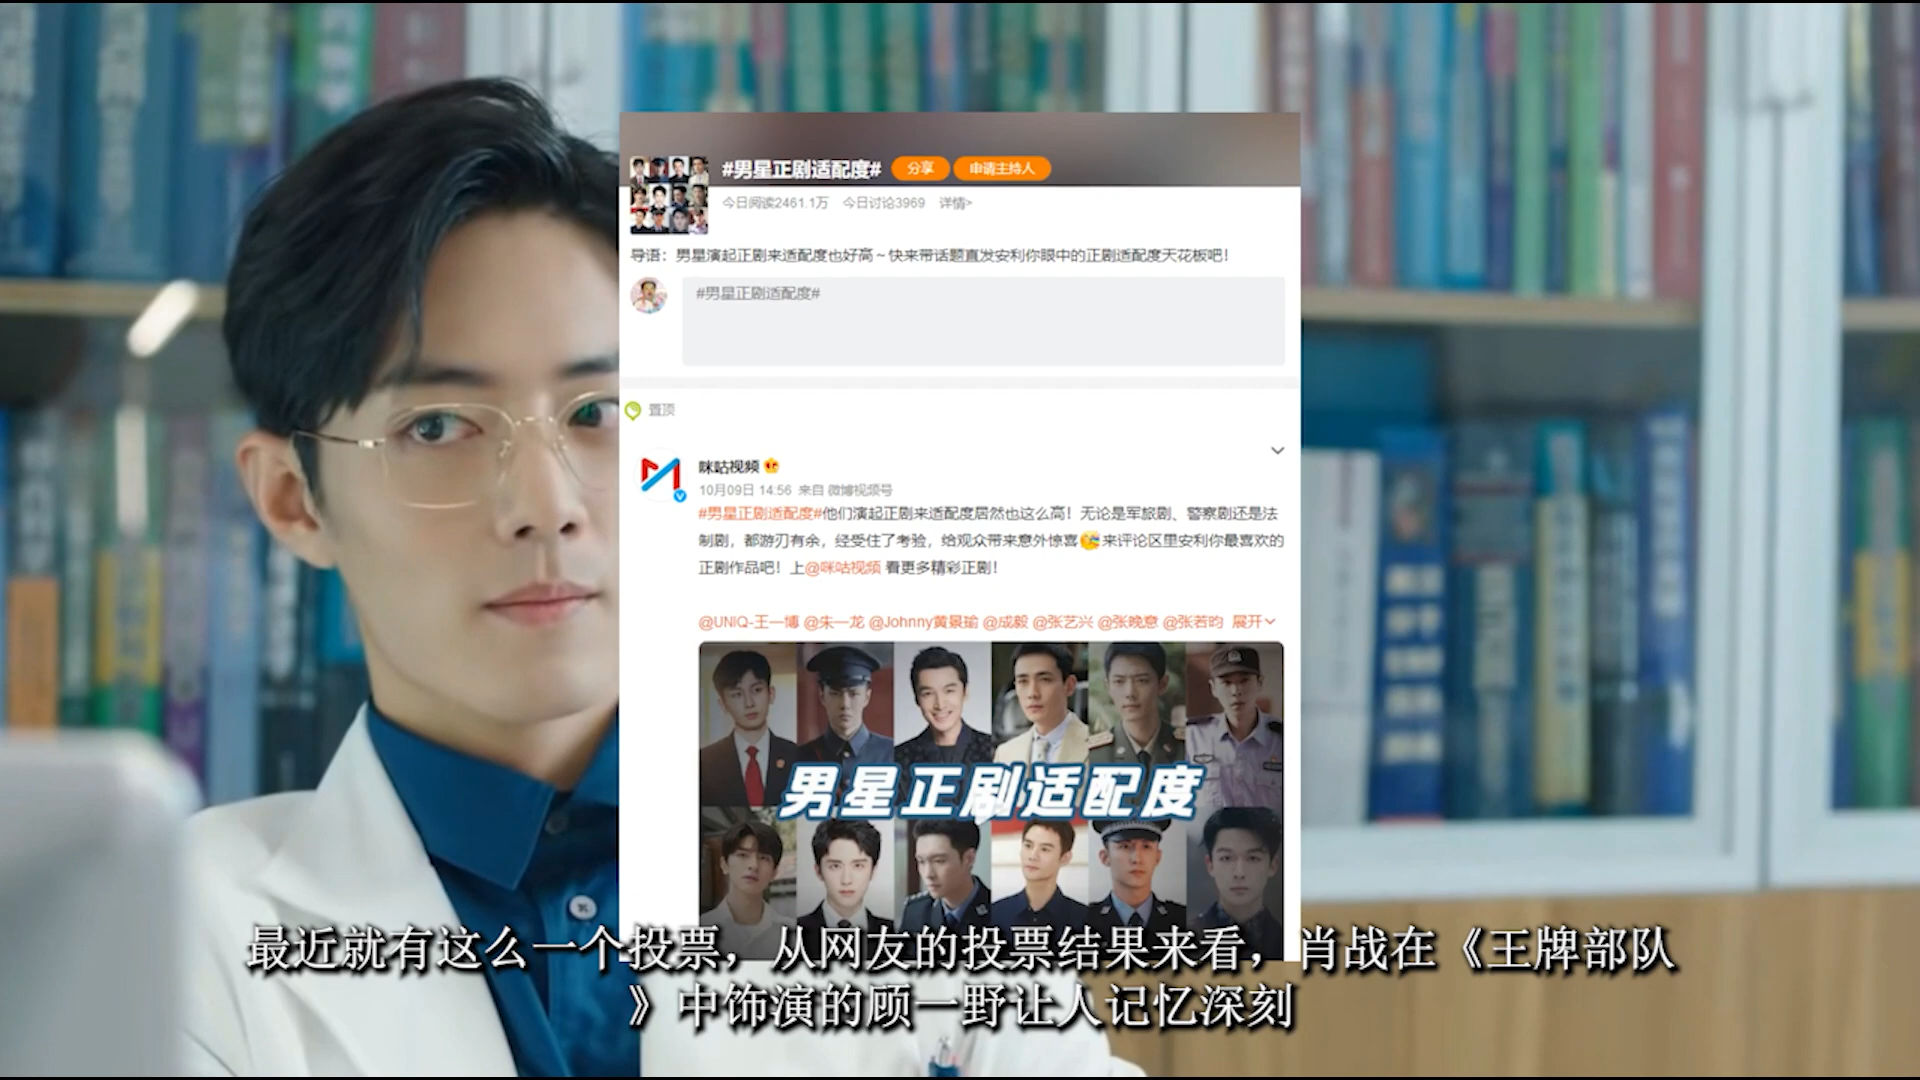 #男星正剧适配度#
分享
申请主持人
今日阅读2461.1万 今日讨论3969 详情>
导语：男星演起正剧来适配度也好高～快来带话题直发安利你眼中的正剧适配度天花板吧！
#男星正剧适配度#
置顶
咪咕视频
10月09日 14:56 来自 微博视频号
#男星正剧适配度#他们演起正剧来适配度居然也这么高！无论是军旅剧、警察剧还是法
制剧，都游刃有余，经受住了考验，给观众带来意外惊喜来评论区里安利你最喜欢的
正剧作品吧！上@咪咕视频 看更多精彩正剧！
@UNIQ-王一博 @朱一龙 @Johnny黄景瑜 @成毅 @张艺兴 @张晚意 @张若昀 展开
男星正剧适配度
最近就有这么一个投票，从网友的投票结果来看，肖战在《王牌部队
》中饰演的顾一野让人记忆深刻